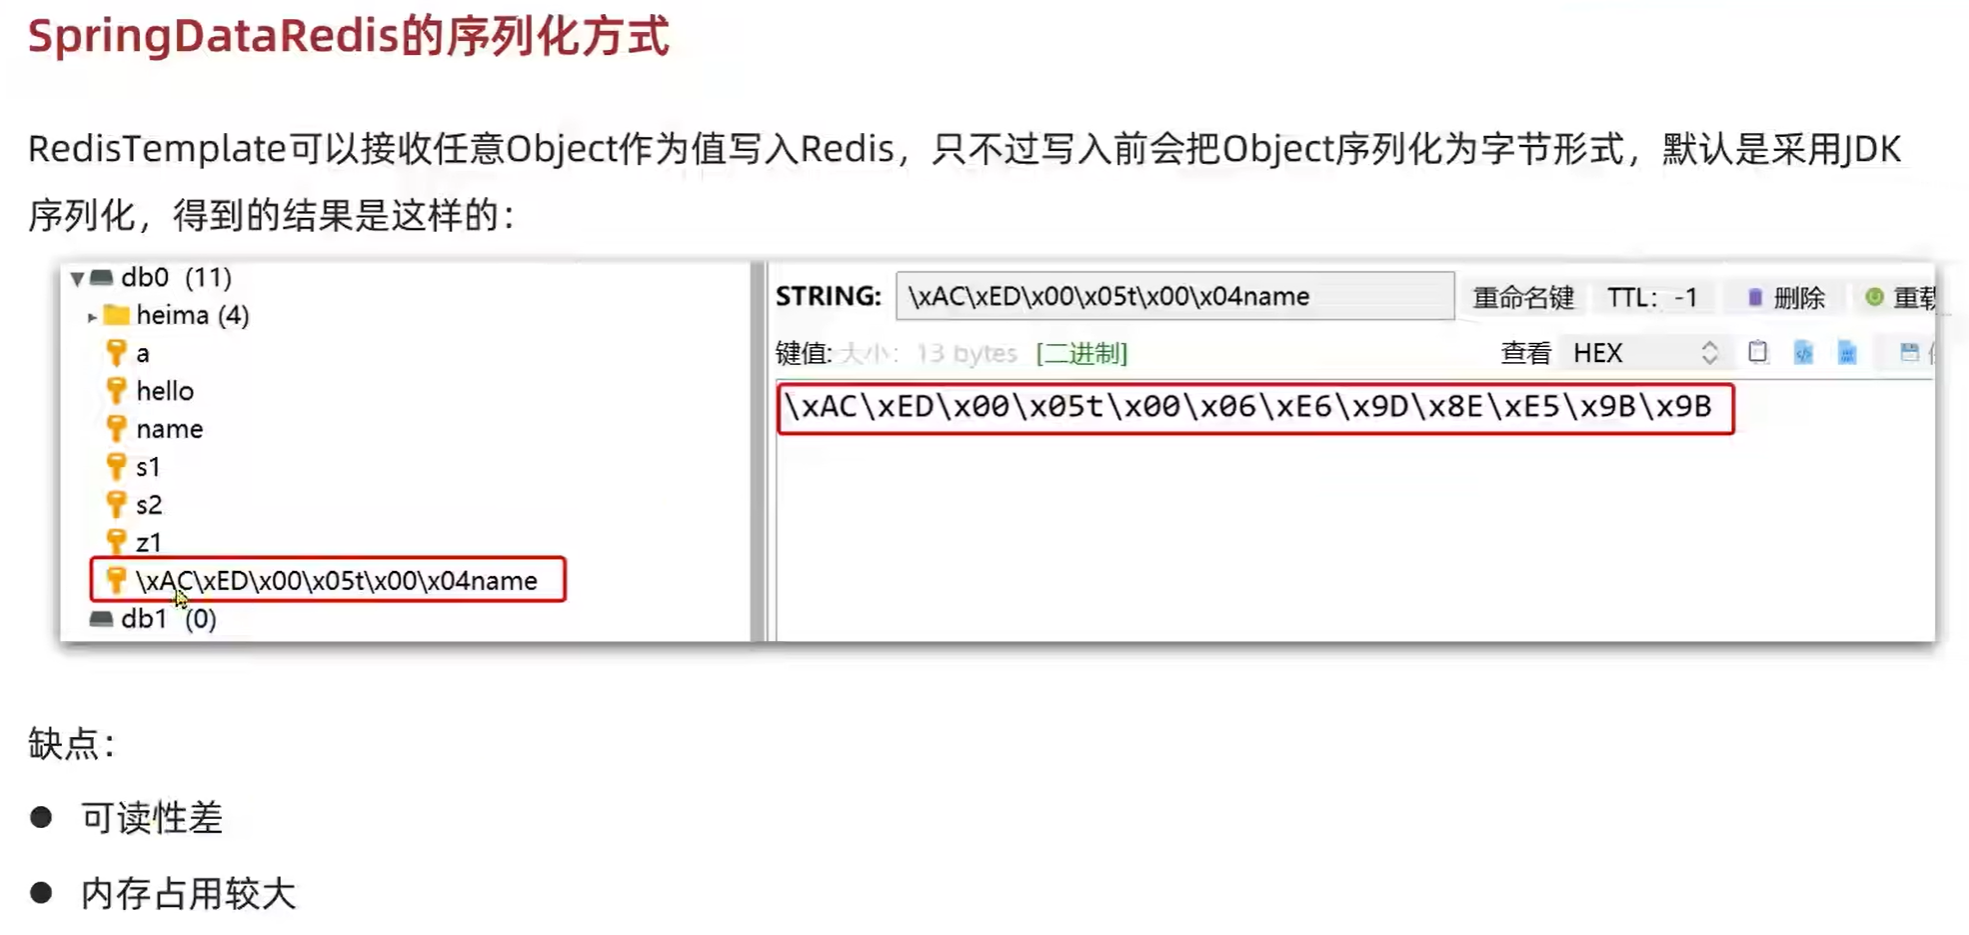 SpringDataRedis的序列化方式
RedisTemplate可以接收任意Object作为值写入Redis，只不过写入前会把Object序列化为字节形式，默认是采用JDK
序列化，得到的结果是这样的：
db0 (11)
heima (4)
a
hello
name
s1
s2
z1
\xAC\xED\x00\x05t\x00\x04name
db1 (0)
STRING: \xAC\xED\x00\x05t\x00\x04name 重命名键 TTL: -1 删除 重载
键值: 大小: 13 bytes [二进制] 查看 HEX
\xAC\xED\x00\x05t\x00\x06\xE6\x9D\x8E\xE5\x9B\x9B
缺点：
● 可读性差
● 内存占用较大